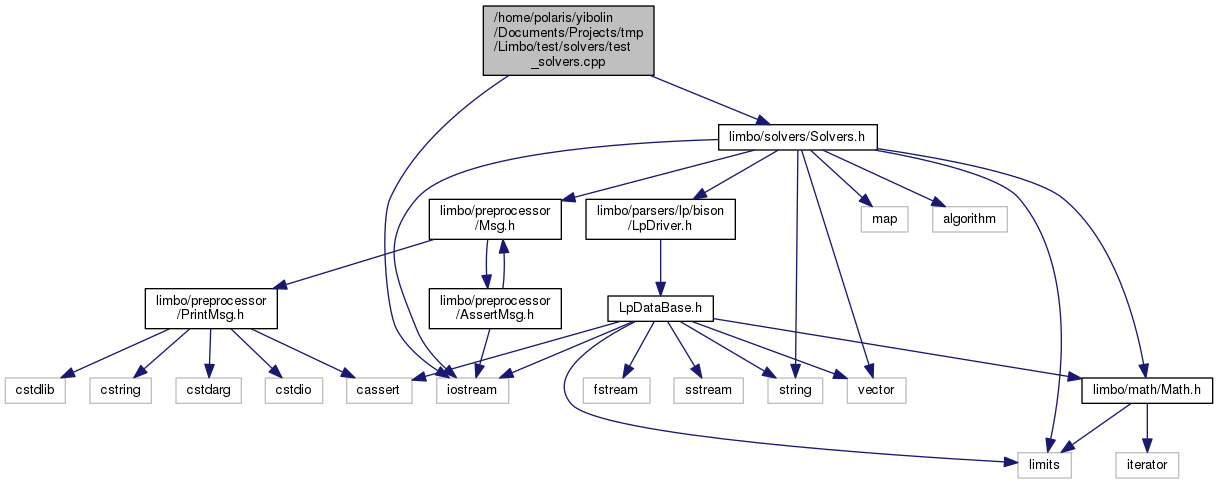 /home/polaris/yibolin
/Documents/Projects/tmp
/Limbo/test/solvers/test
_solvers.cpp
limbo/solvers/Solvers.h
limbo/preprocessor
/Msg.h
limbo/parsers/lp/bison
/LpDriver.h
map
algorithm
limbo/preprocessor
/PrintMsg.h
limbo/preprocessor
/AssertMsg.h
LpDataBase.h
cstdlib
cstring
cstdarg
cstdio
cassert
iostream
fstream
sstream
string
vector
limbo/math/Math.h
limits
iterator